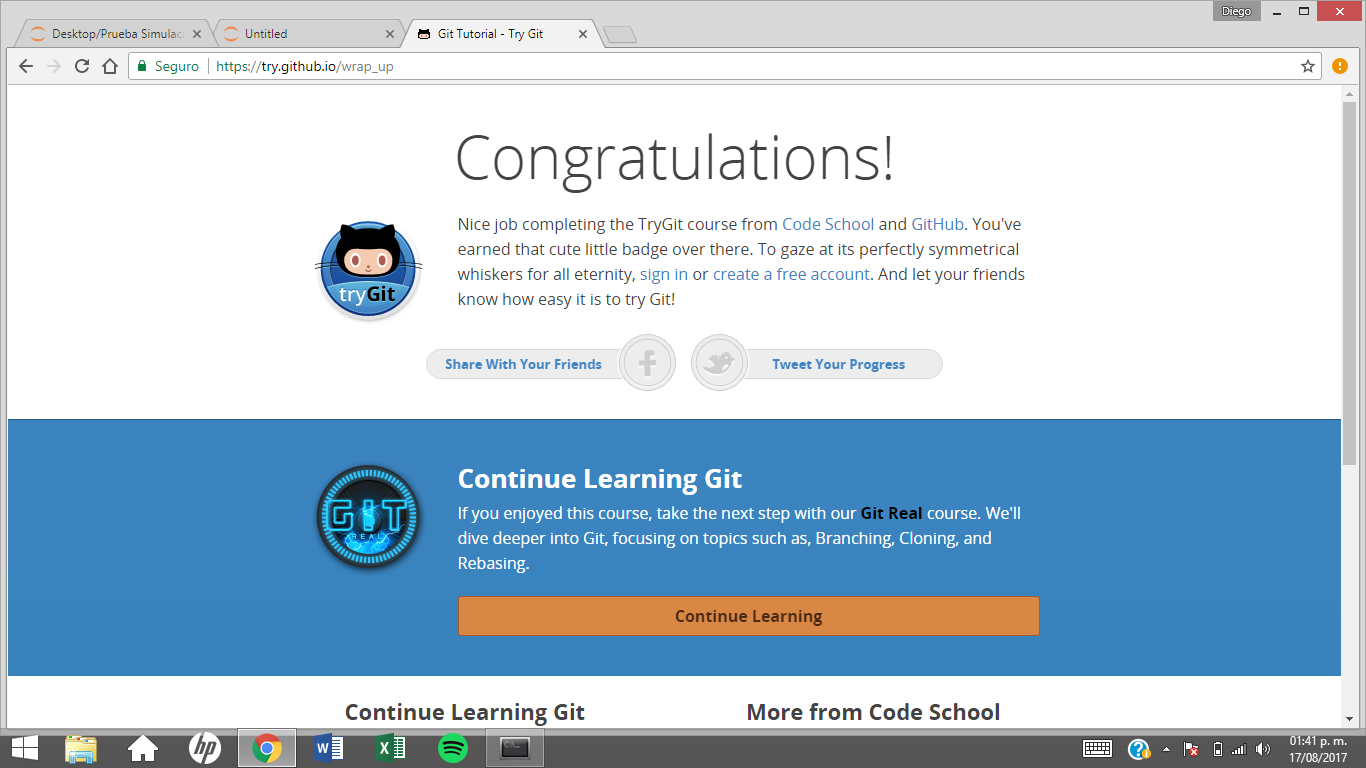 Diego
Desktop/Prueba Simulac
Untitled
Git Tutorial - Try Git
Seguro
https://try.github.io/wrap_up
Congratulations!
Nice job completing the TryGit course from Code School and GitHub. You've
earned that cute little badge over there. To gaze at its perfectly symmetrical
whiskers for all eternity, sign in or create a free account. And let your friends
know how easy it is to try Git!
tryGit
Share With Your Friends
Tweet Your Progress
GIT
REAL
Continue Learning Git
If you enjoyed this course, take the next step with our Git Real course. We'll
dive deeper into Git, focusing on topics such as, Branching, Cloning, and
Rebasing.
Continue Learning
Continue Learning Git
More from Code School
01:41 p. m.
17/08/2017